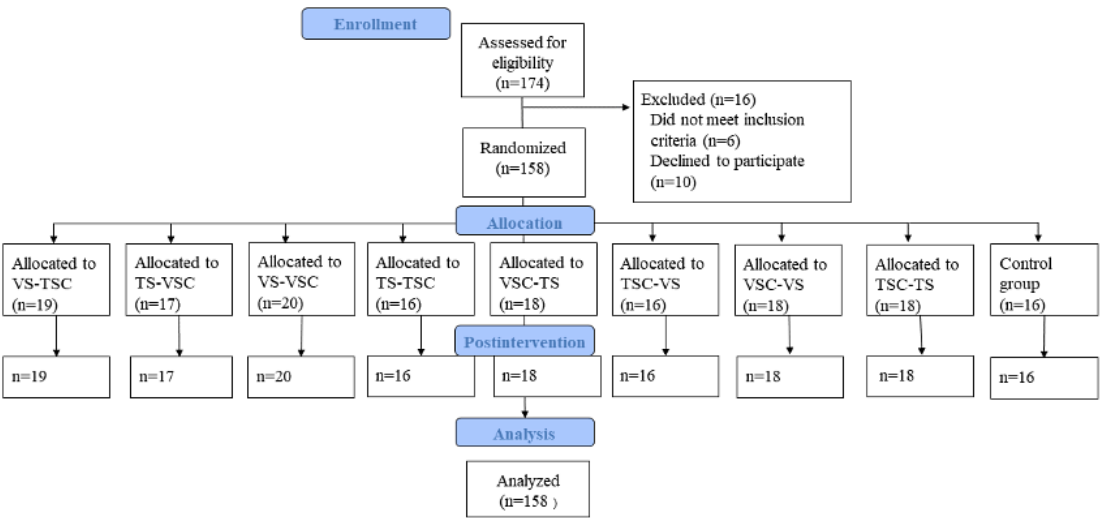 Enrollment
Assessed for
eligibility
(n=174)
Excluded (n=16)
Did not meet inclusion
criteria (n=6)
Declined to participate
(n=10)
Randomized
(n=158)
Allocation
Allocated to
VS-TSC
(n=19)
Allocated to
TS-VSC
(n=17)
Allocated to
VS-VSC
(n=20)
Allocated to
TS-TSC
(n=16)
Allocated to
VSC-TS
(n=18)
Allocated to
TSC-VS
(n=16)
Allocated to
VSC-VS
(n=18)
Allocated to
TSC-TS
(n=18)
Control
group
(n=16)
Postintervention
n=19
n=17
n=20
n=16
n=18
n=16
n=18
n=18
n=16
Analysis
Analyzed
(n=158 )